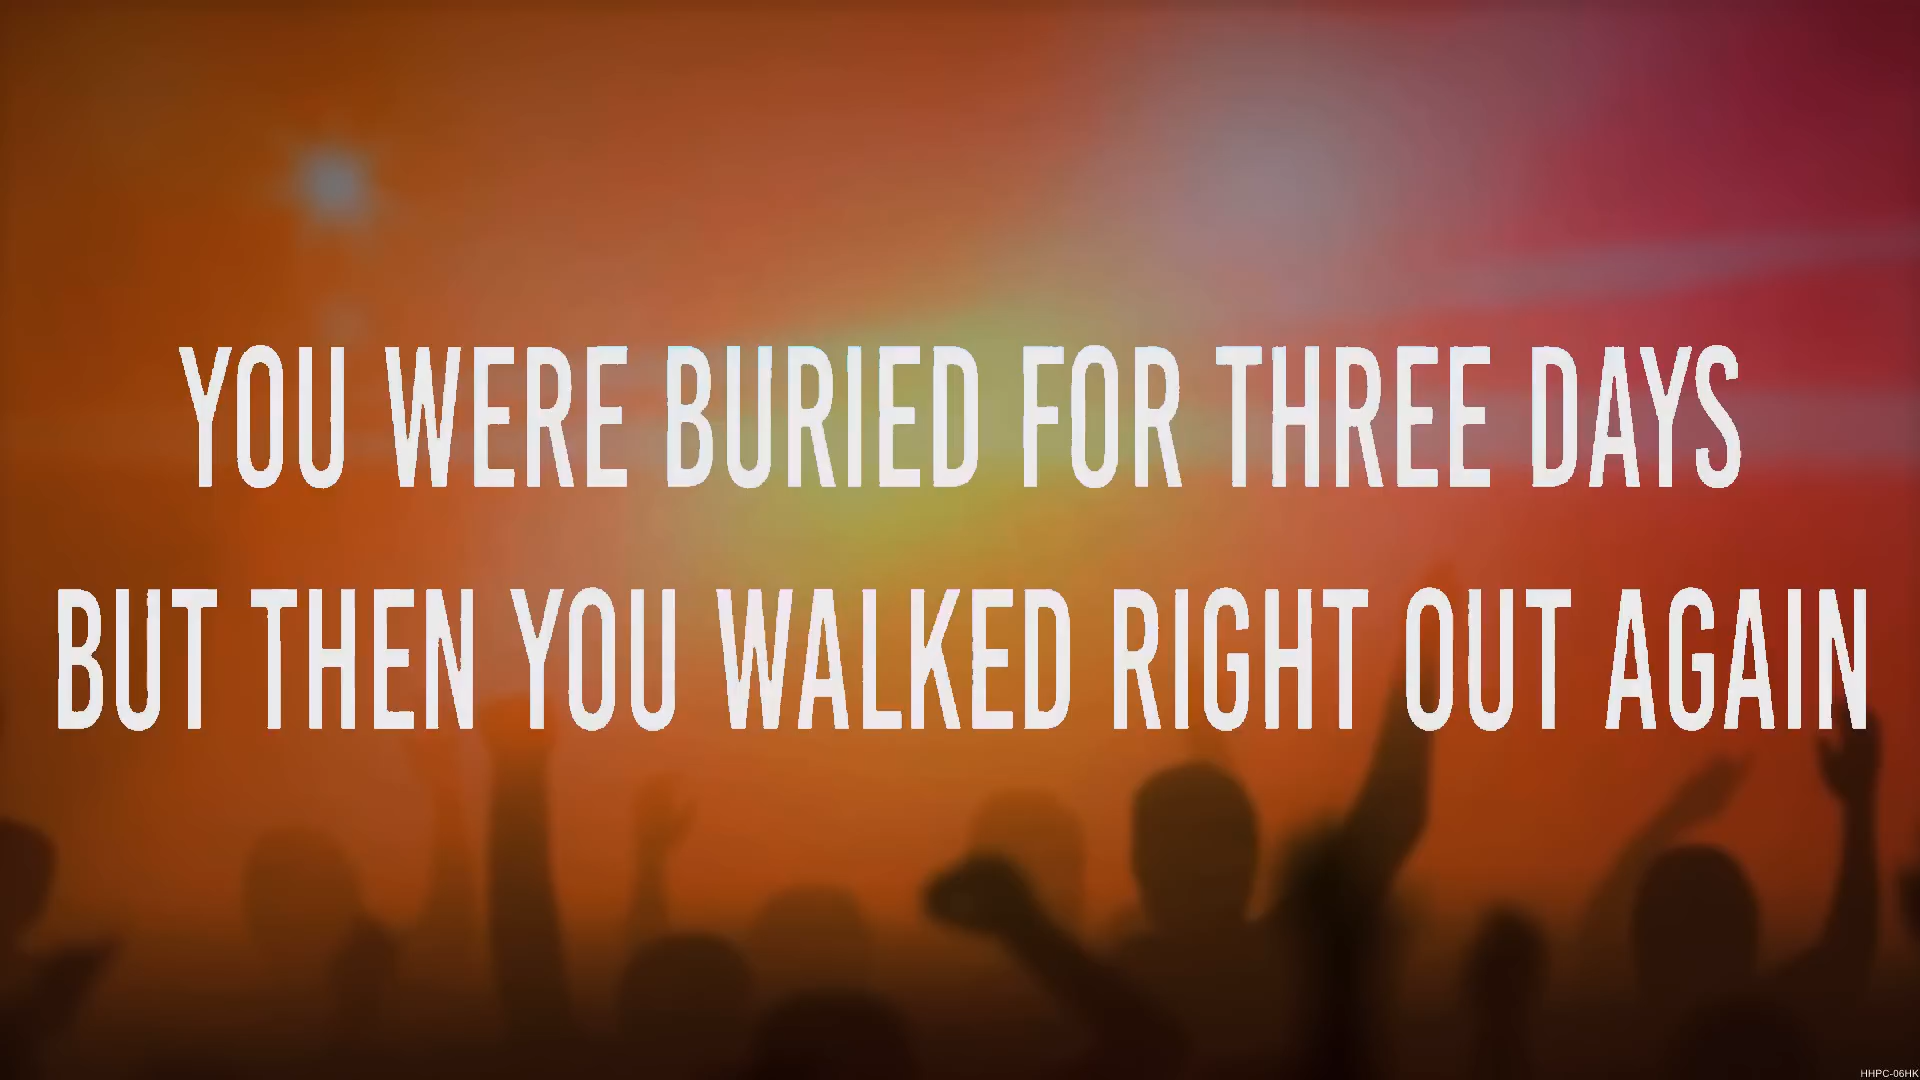 YOU WERE BURIED FOR THREE DAYS
BUT THEN YOU WALKED RIGHT OUT AGAIN
HHPC-06HK